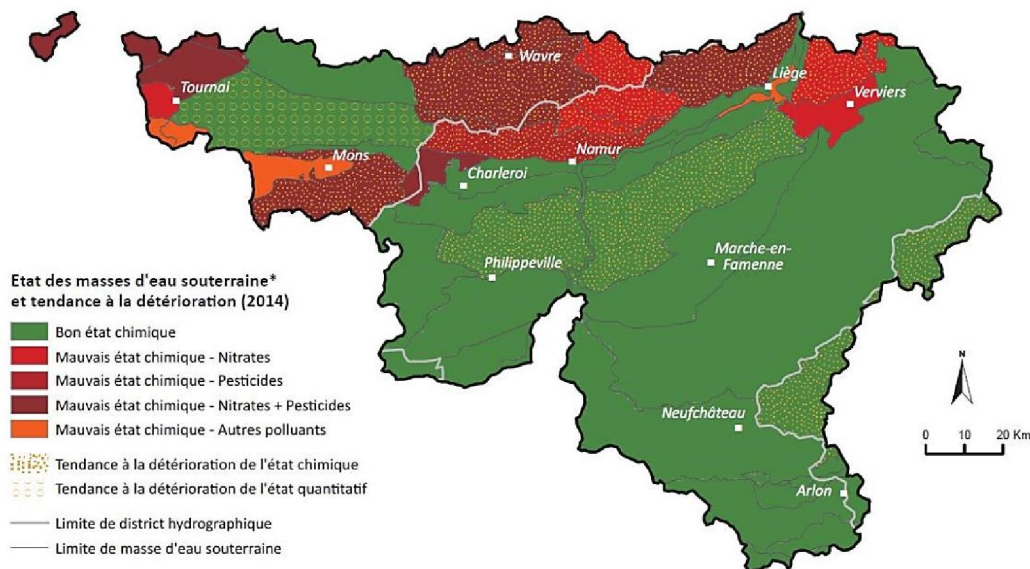 Wavre
Liège
Tournai
Verviers
Mons
Namur
Charleroi
Philippeville
Marche-en-
Famenne
Etat des masses d'eau souterraine*
et tendance à la détérioration (2014)
Bon état chimique
Mauvais état chimique - Nitrates
Mauvais état chimique - Pesticides
Mauvais état chimique - Nitrates + Pesticides
Mauvais état chimique - Autres polluants
Tendance à la détérioration de l'état chimique
Tendance à la détérioration de l'état quantitatif
Limite de district hydrographique
Limite de masse d'eau souterraine
Neufchâteau
Arlon
N
0 10 20 Km